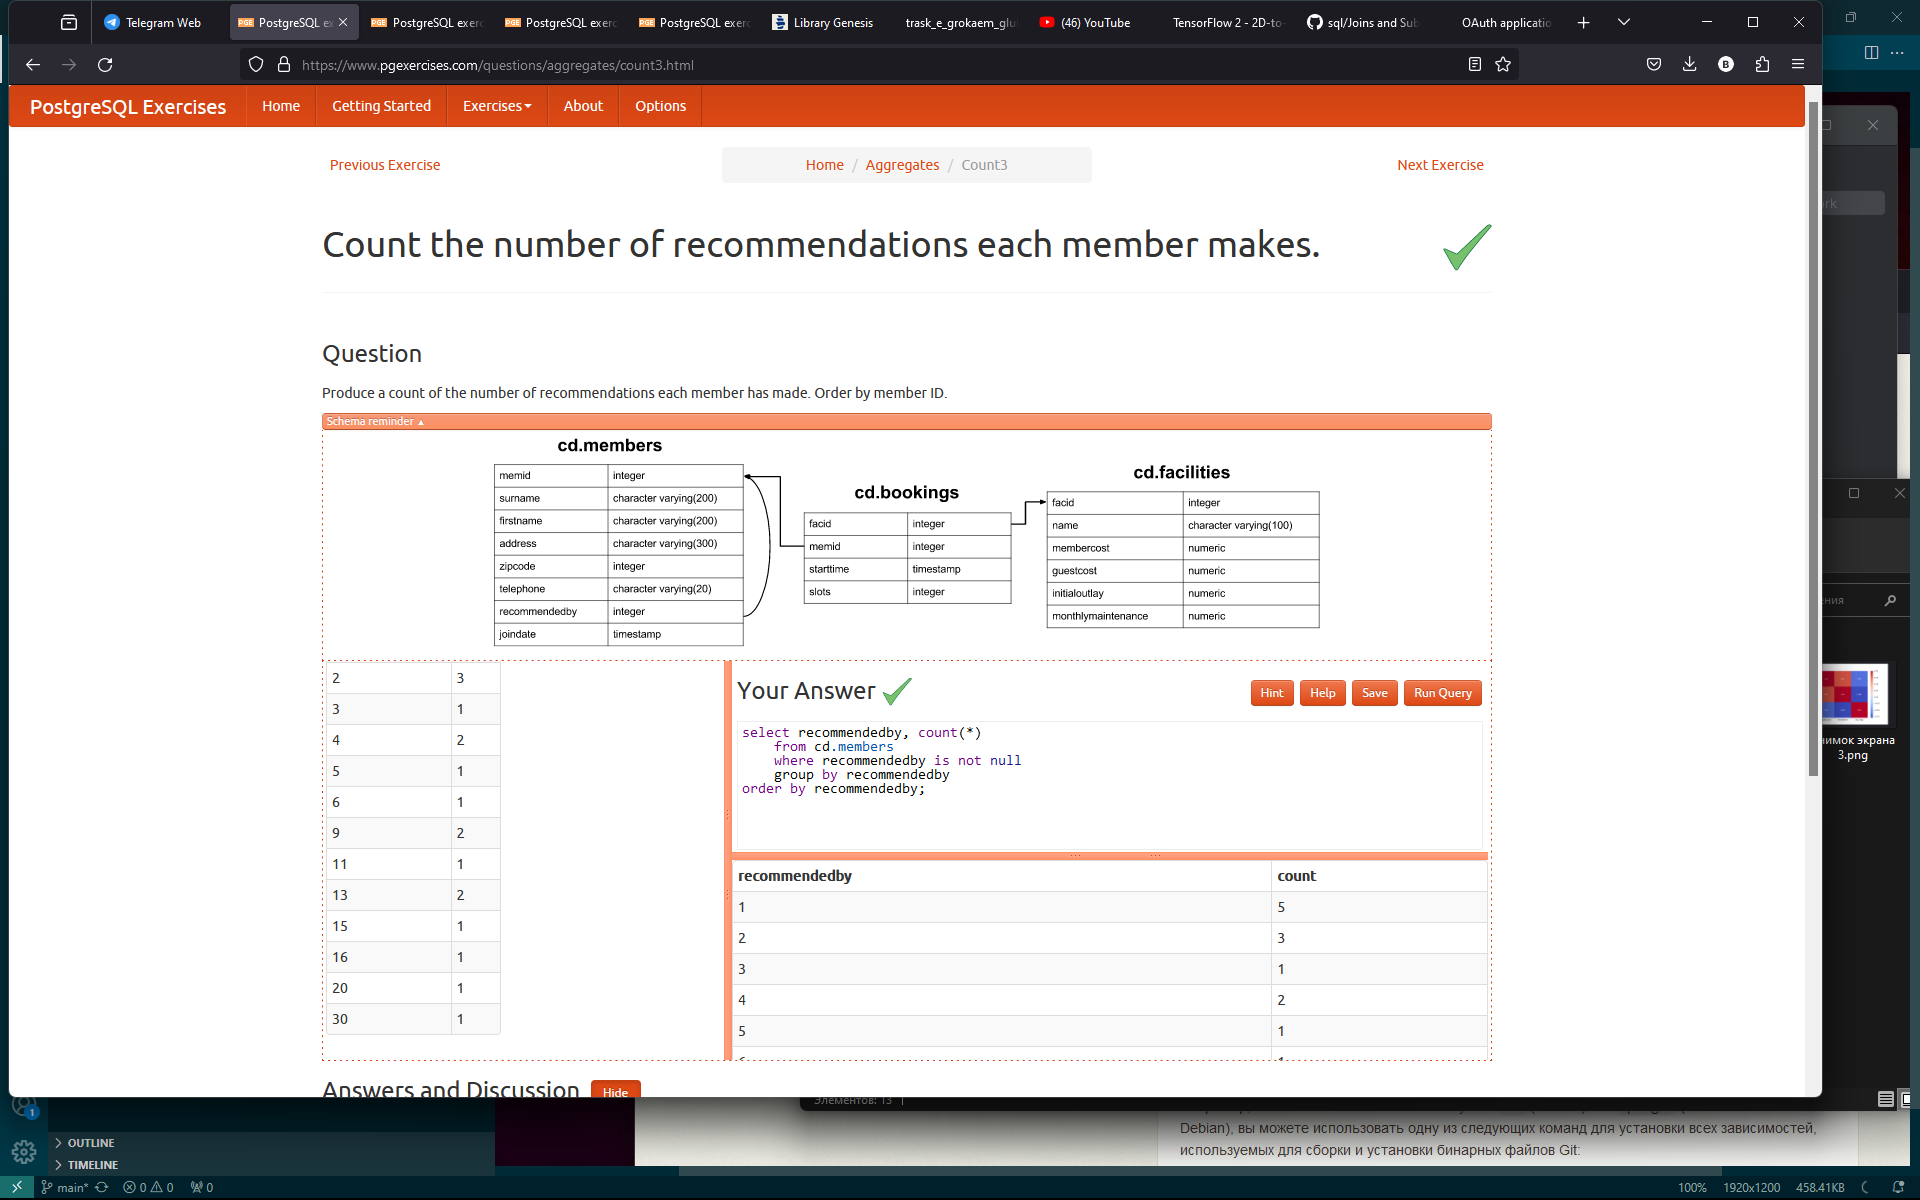 Telegram Web
PostgreSQL ex
PostgreSQL exerc
PostgreSQL exerc
PostgreSQL exerc
Library Genesis
trask_e_grokaem_glu
(46) YouTube
TensorFlow 2 - 2D-to-
sql/Joins and Sub
OAuth applicatio
https://www.pgexercises.com/questions/aggregates/count3.html
PostgreSQL Exercises
Home
Getting Started
Exercises
About
Options
Previous Exercise
Home / Aggregates / Count3
Next Exercise
Count the number of recommendations each member makes.
Question
Produce a count of the number of recommendations each member has made. Order by member ID.
Schema reminder
cd.members
memid integer
surname character varying(200)
firstname character varying(200)
address character varying(300)
zipcode integer
telephone character varying(20)
recommendedby integer
joindate timestamp
cd.bookings
facid integer
memid integer
starttime timestamp
slots integer
cd.facilities
facid integer
name character varying(100)
membercost numeric
guestcost numeric
initialoutlay numeric
monthlymaintenance numeric
2 3
3 1
4 2
5 1
6 1
9 2
11 1
13 2
15 1
16 1
20 1
30 1
Your Answer
Hint
Help
Save
Run Query
select recommendedby, count(*)
from cd.members
where recommendedby is not null
group by recommendedby
order by recommendedby;
recommendedby count
1 5
2 3
3 1
4 2
5 1
Answers and Discussion
Hide
нимок экрана
3.png
Элементов: 13
Debian), вы можете использовать одну из следующих команд для установки всех зависимостей,
используемых для сборки и установки бинарных файлов Git:
1
OUTLINE
TIMELINE
main*
0 0
0
100%
1920x1200
458.41KB